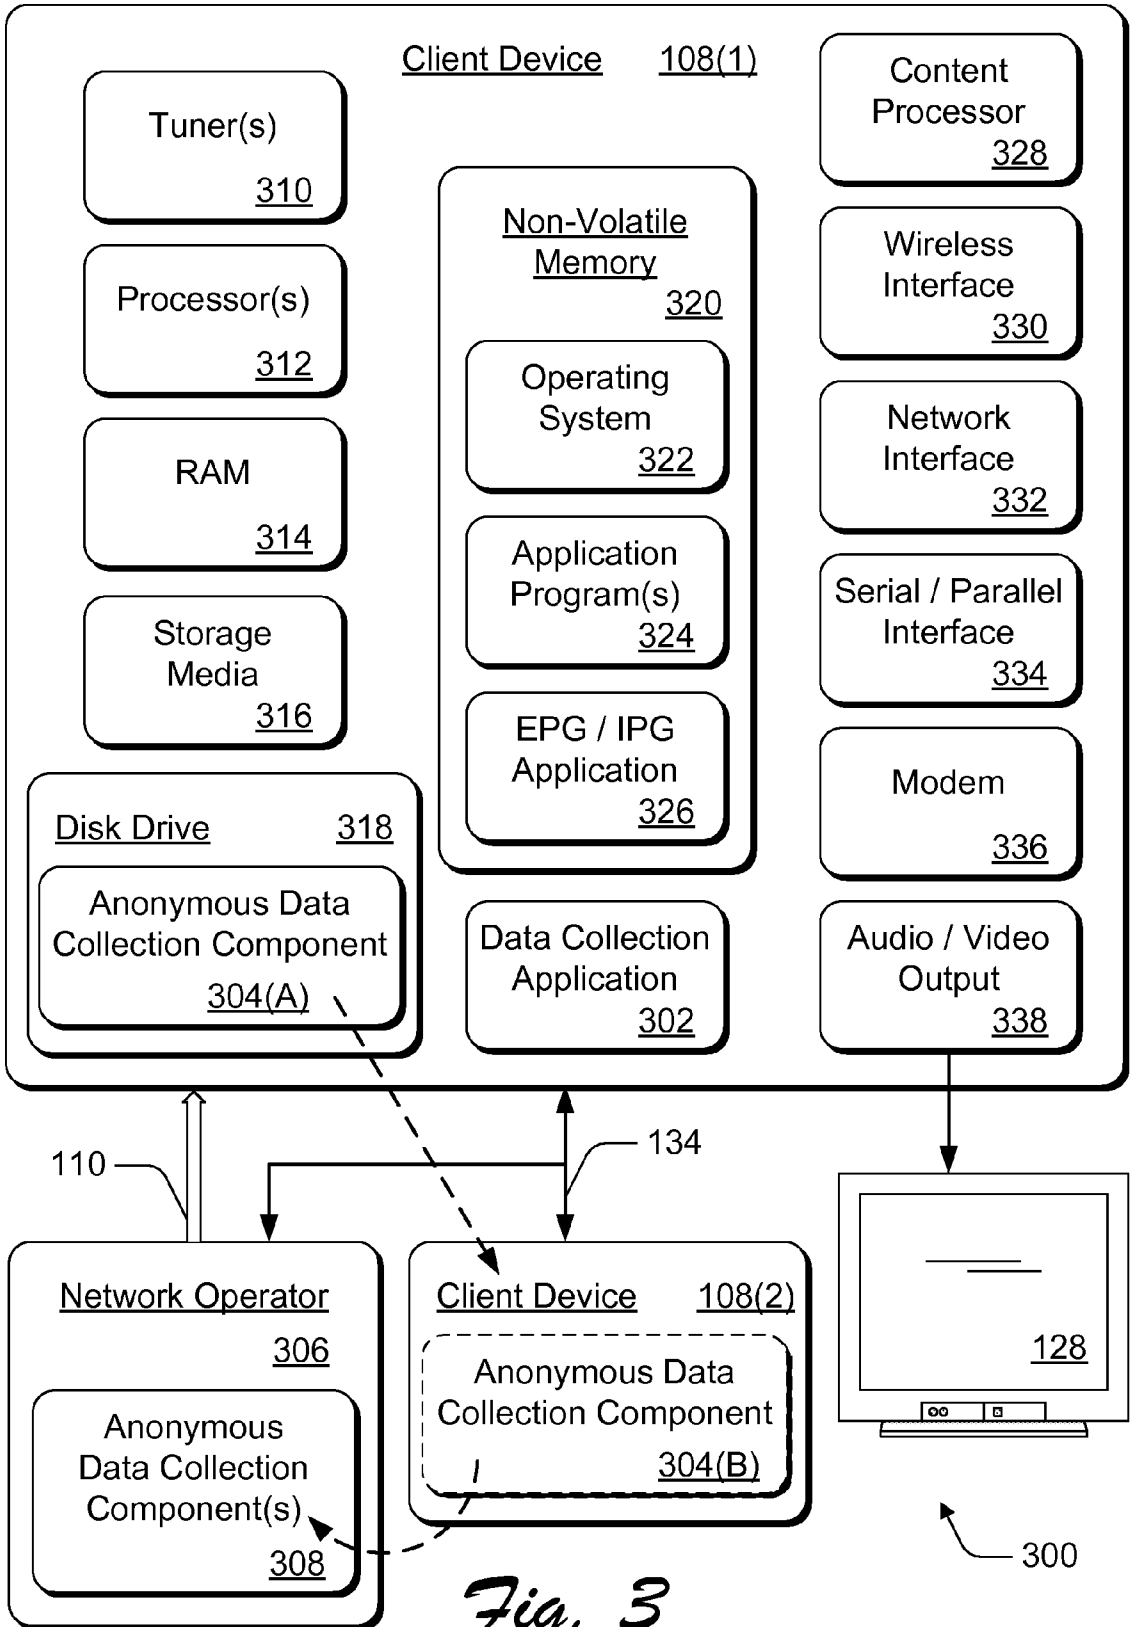 Client Device 108(1)
Tuner(s)
310
Processor(s)
312
RAM
314
Storage
Media
316
Disk Drive 318
Anonymous Data
Collection Component
304(A)
Non-Volatile
Memory
320
Operating
System
322
Application
Program(s)
324
EPG / IPG
Application
326
Data Collection
Application
302
Content
Processor
328
Wireless
Interface
330
Network
Interface
332
Serial / Parallel
Interface
334
Modem
336
Audio / Video
Output
338
110
134
Network Operator
306
Anonymous
Data Collection
Component(s)
308
Client Device 108(2)
Anonymous Data
Collection Component
304(B)
128
300
Fig. 3